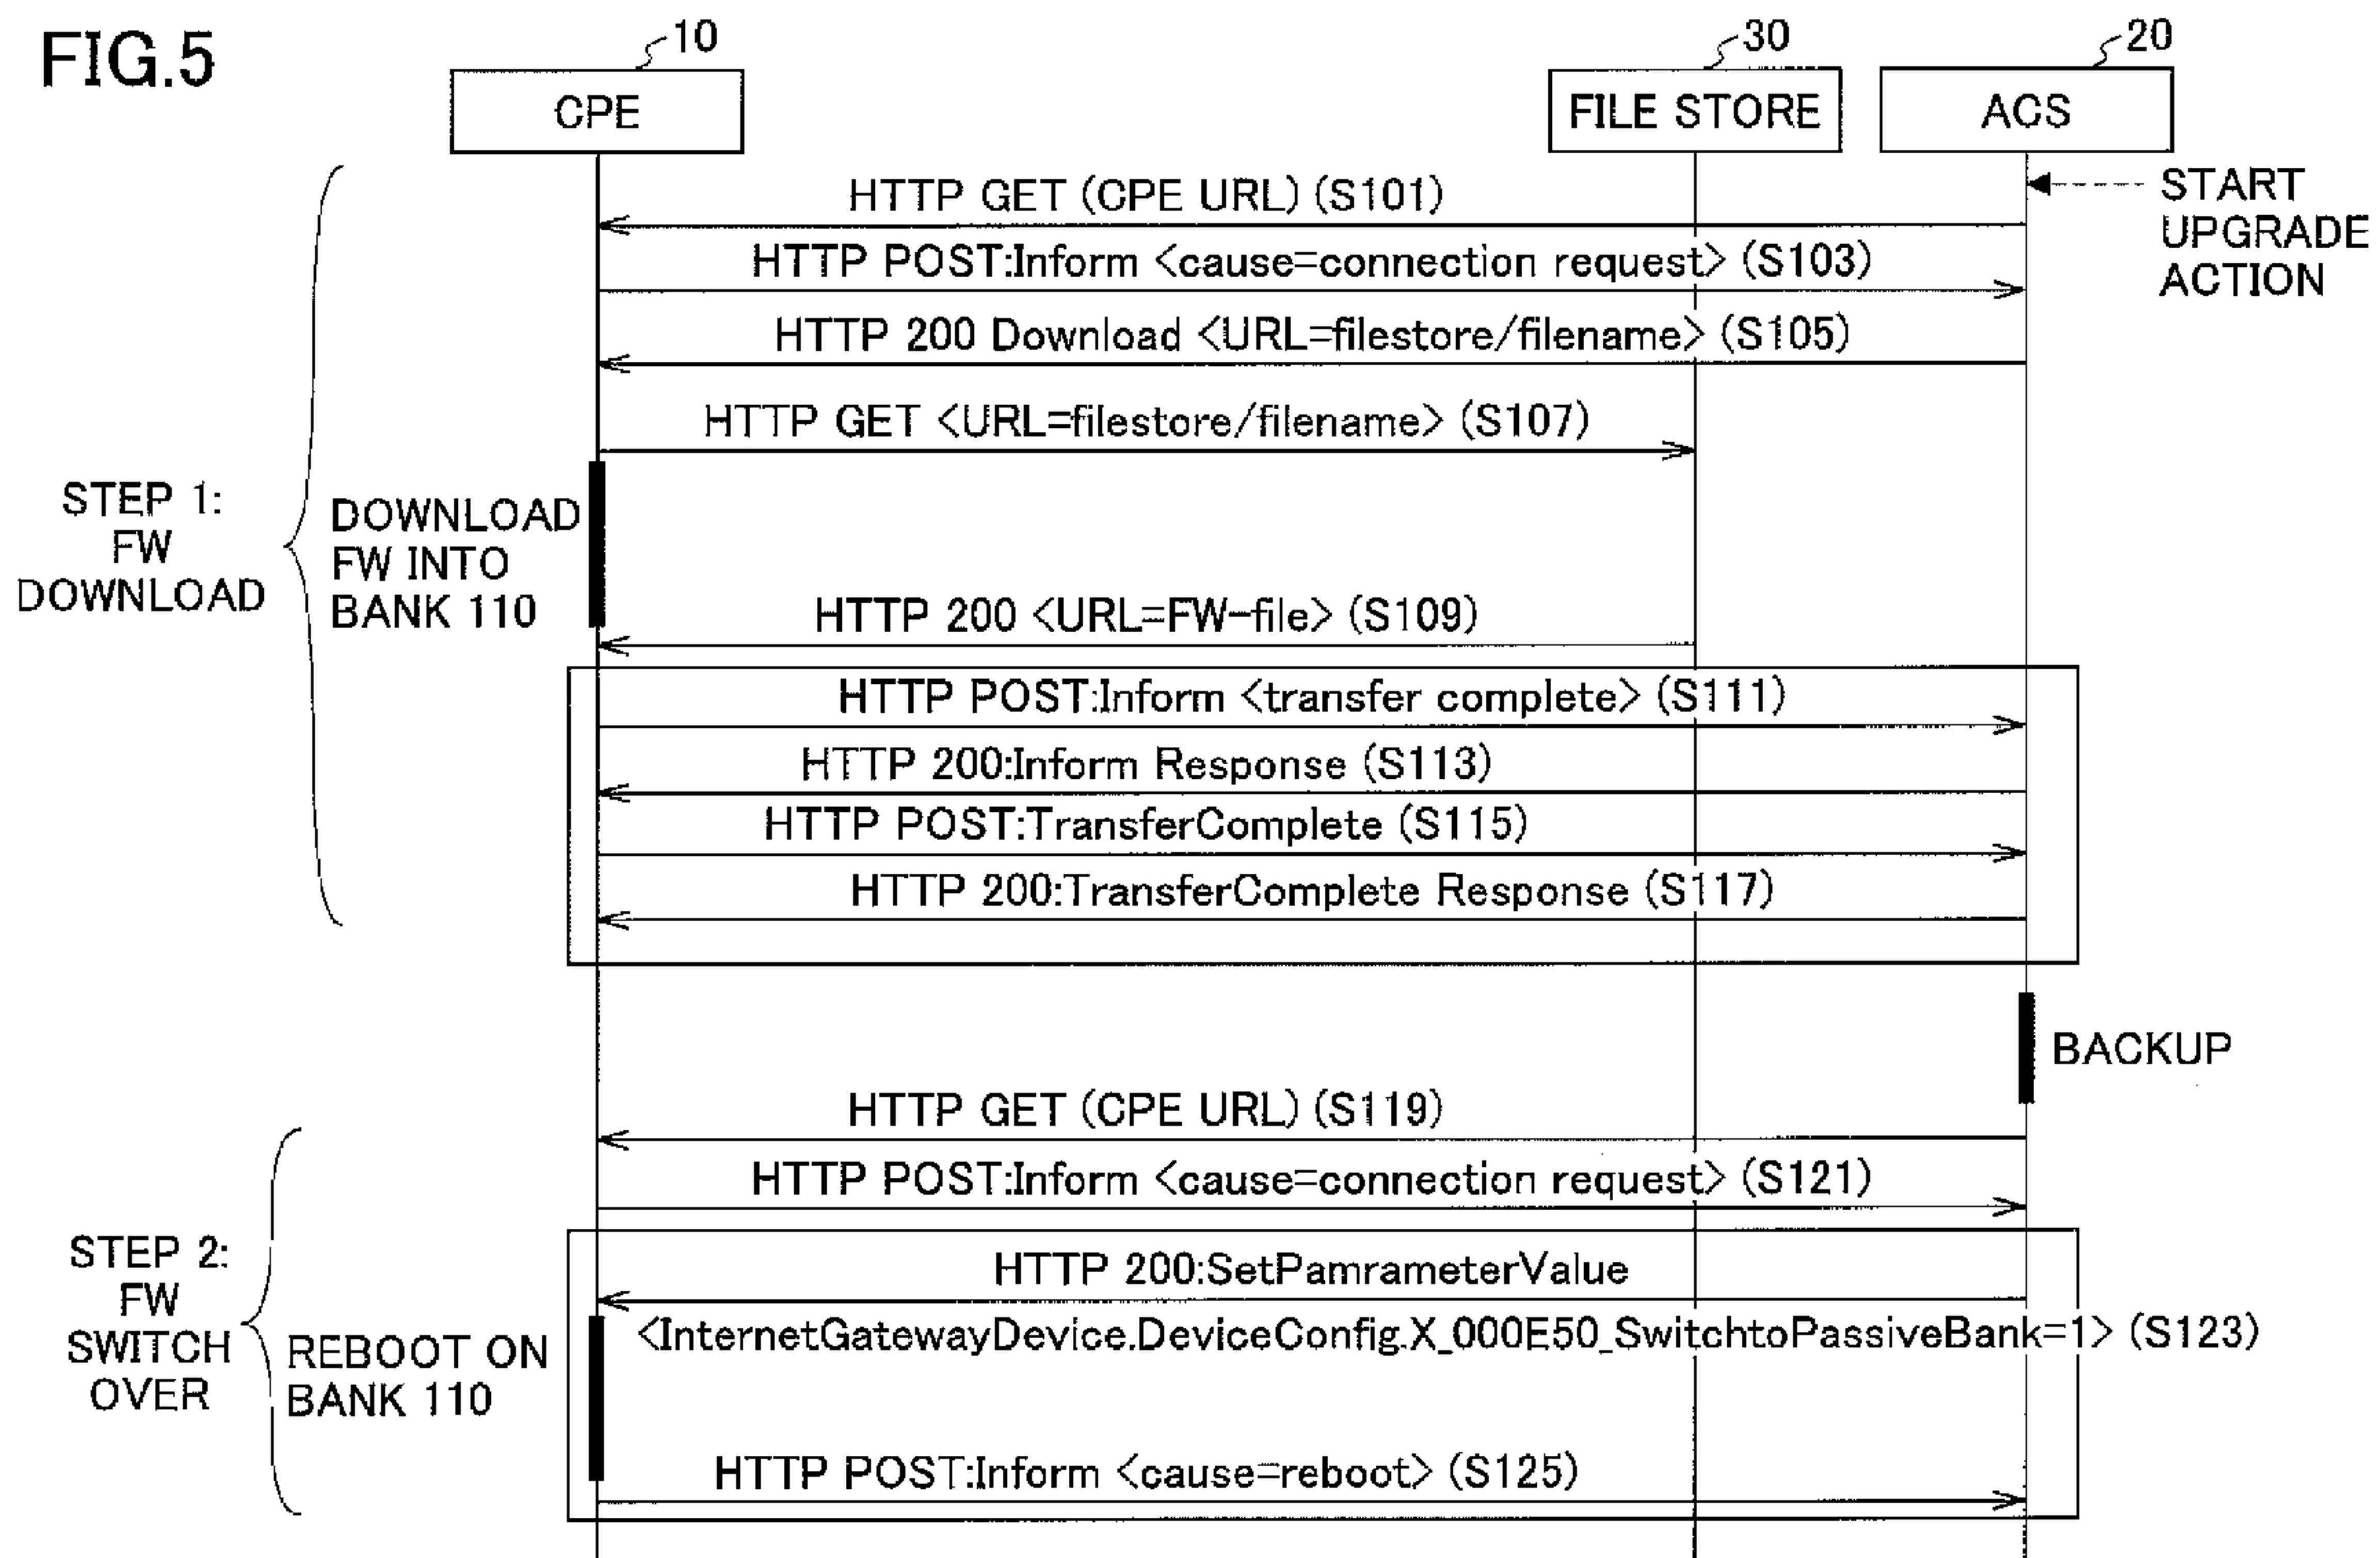 FIG.5
10
30
20
CPE
FILE STORE
ACS
START
UPGRADE
ACTION
HTTP GET (CPE URL) (S101)
HTTP POST:Inform <cause=connection request> (S103)
HTTP 200 Download <URL=filestore/filename> (S105)
HTTP GET <URL=filestore/filename> (S107)
STEP 1:
FW
DOWNLOAD
DOWNLOAD
FW INTO
BANK 110
HTTP 200 <URL=FW-file> (S109)
HTTP POST:Inform <transfer complete> (S111)
HTTP 200:Inform Response (S113)
HTTP POST:TransferComplete (S115)
HTTP 200:TransferComplete Response (S117)
BACKUP
HTTP GET (CPE URL) (S119)
HTTP POST:Inform <cause=connection request> (S121)
STEP 2:
FW
SWITCH
OVER
HTTP 200:SetPamrameterValue
<InternetGatewayDevice.DeviceConfig.X_000E50_SwitchtoPassiveBank=1> (S123)
REBOOT ON
BANK 110
HTTP POST:Inform <cause=reboot> (S125)